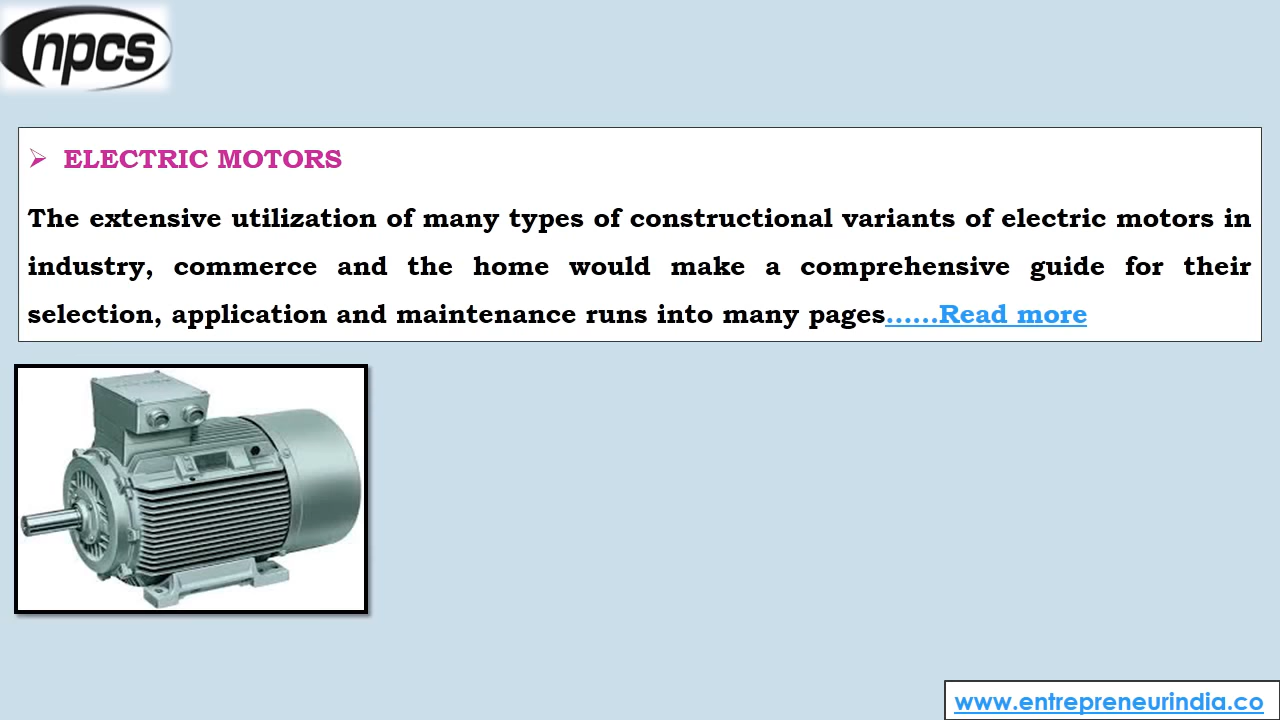 npcs
ELECTRIC MOTORS
The extensive utilization of many types of constructional variants of electric motors in
industry, commerce and the home would make a comprehensive guide for their
selection, application and maintenance runs into many pages......Read more
www.entrepreneurindia.co